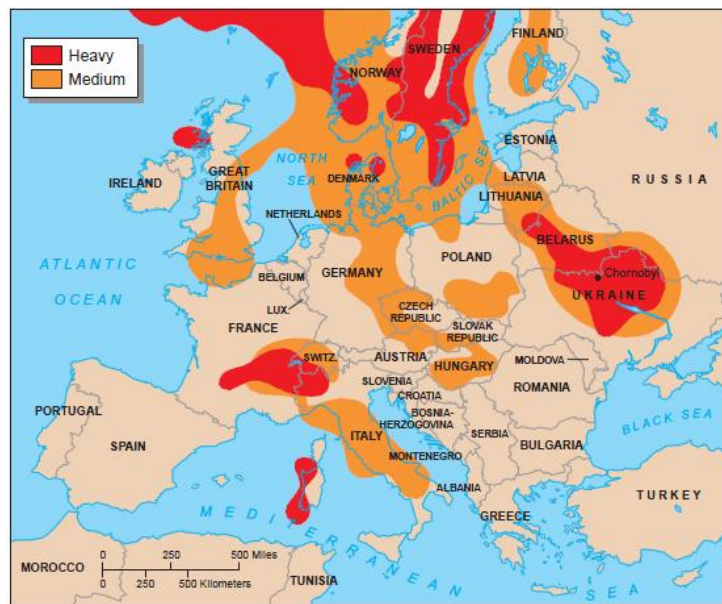 Heavy
Medium
FINLAND
SWEDEN
NORWAY
ESTONIA
NORTH
SEA
RUSSIA
IRELAND
GREAT
BRITAIN
DENMARK
BALTIC SEA
LATVIA
LITHUANIA
NETHERLANDS
BELARUS
ATLANTIC
OCEAN
BELGIUM
GERMANY
POLAND
Chornobyl
UKRAINE
LUX.
CZECH
REPUBLIC
FRANCE
SLOVAK
REPUBLIC
SWITZ.
AUSTRIA
HUNGARY
MOLDOVA
SLOVENIA
ROMANIA
CROATIA
PORTUGAL
SPAIN
ITALY
BOSNIA-
HERZOGOVINA
SERBIA
BLACK SEA
MONTENEGRO
BULGARIA
ALBANIA
TURKEY
GREECE
MEDITERRANEAN
SEA
MOROCCO
0 250 500 Miles
0 250 500 Kilometers
TUNISIA